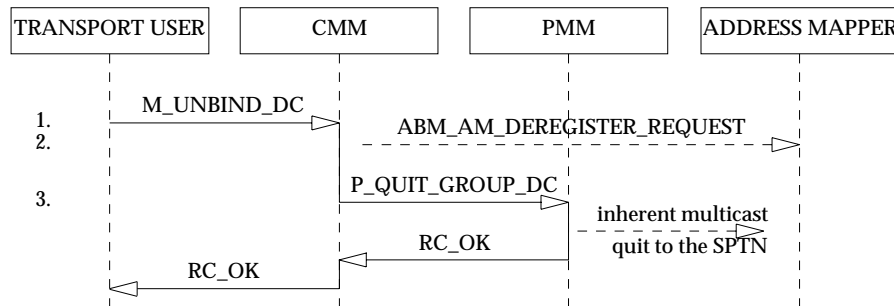 TRANSPORT USER
CMM
PMM
ADDRESS MAPPER
M_UNBIND_DC
1.
ABM_AM_DEREGISTER_REQUEST
2.
P_QUIT_GROUP_DC
3.
inherent multicast
RC_OK
quit to the SPTN
RC_OK